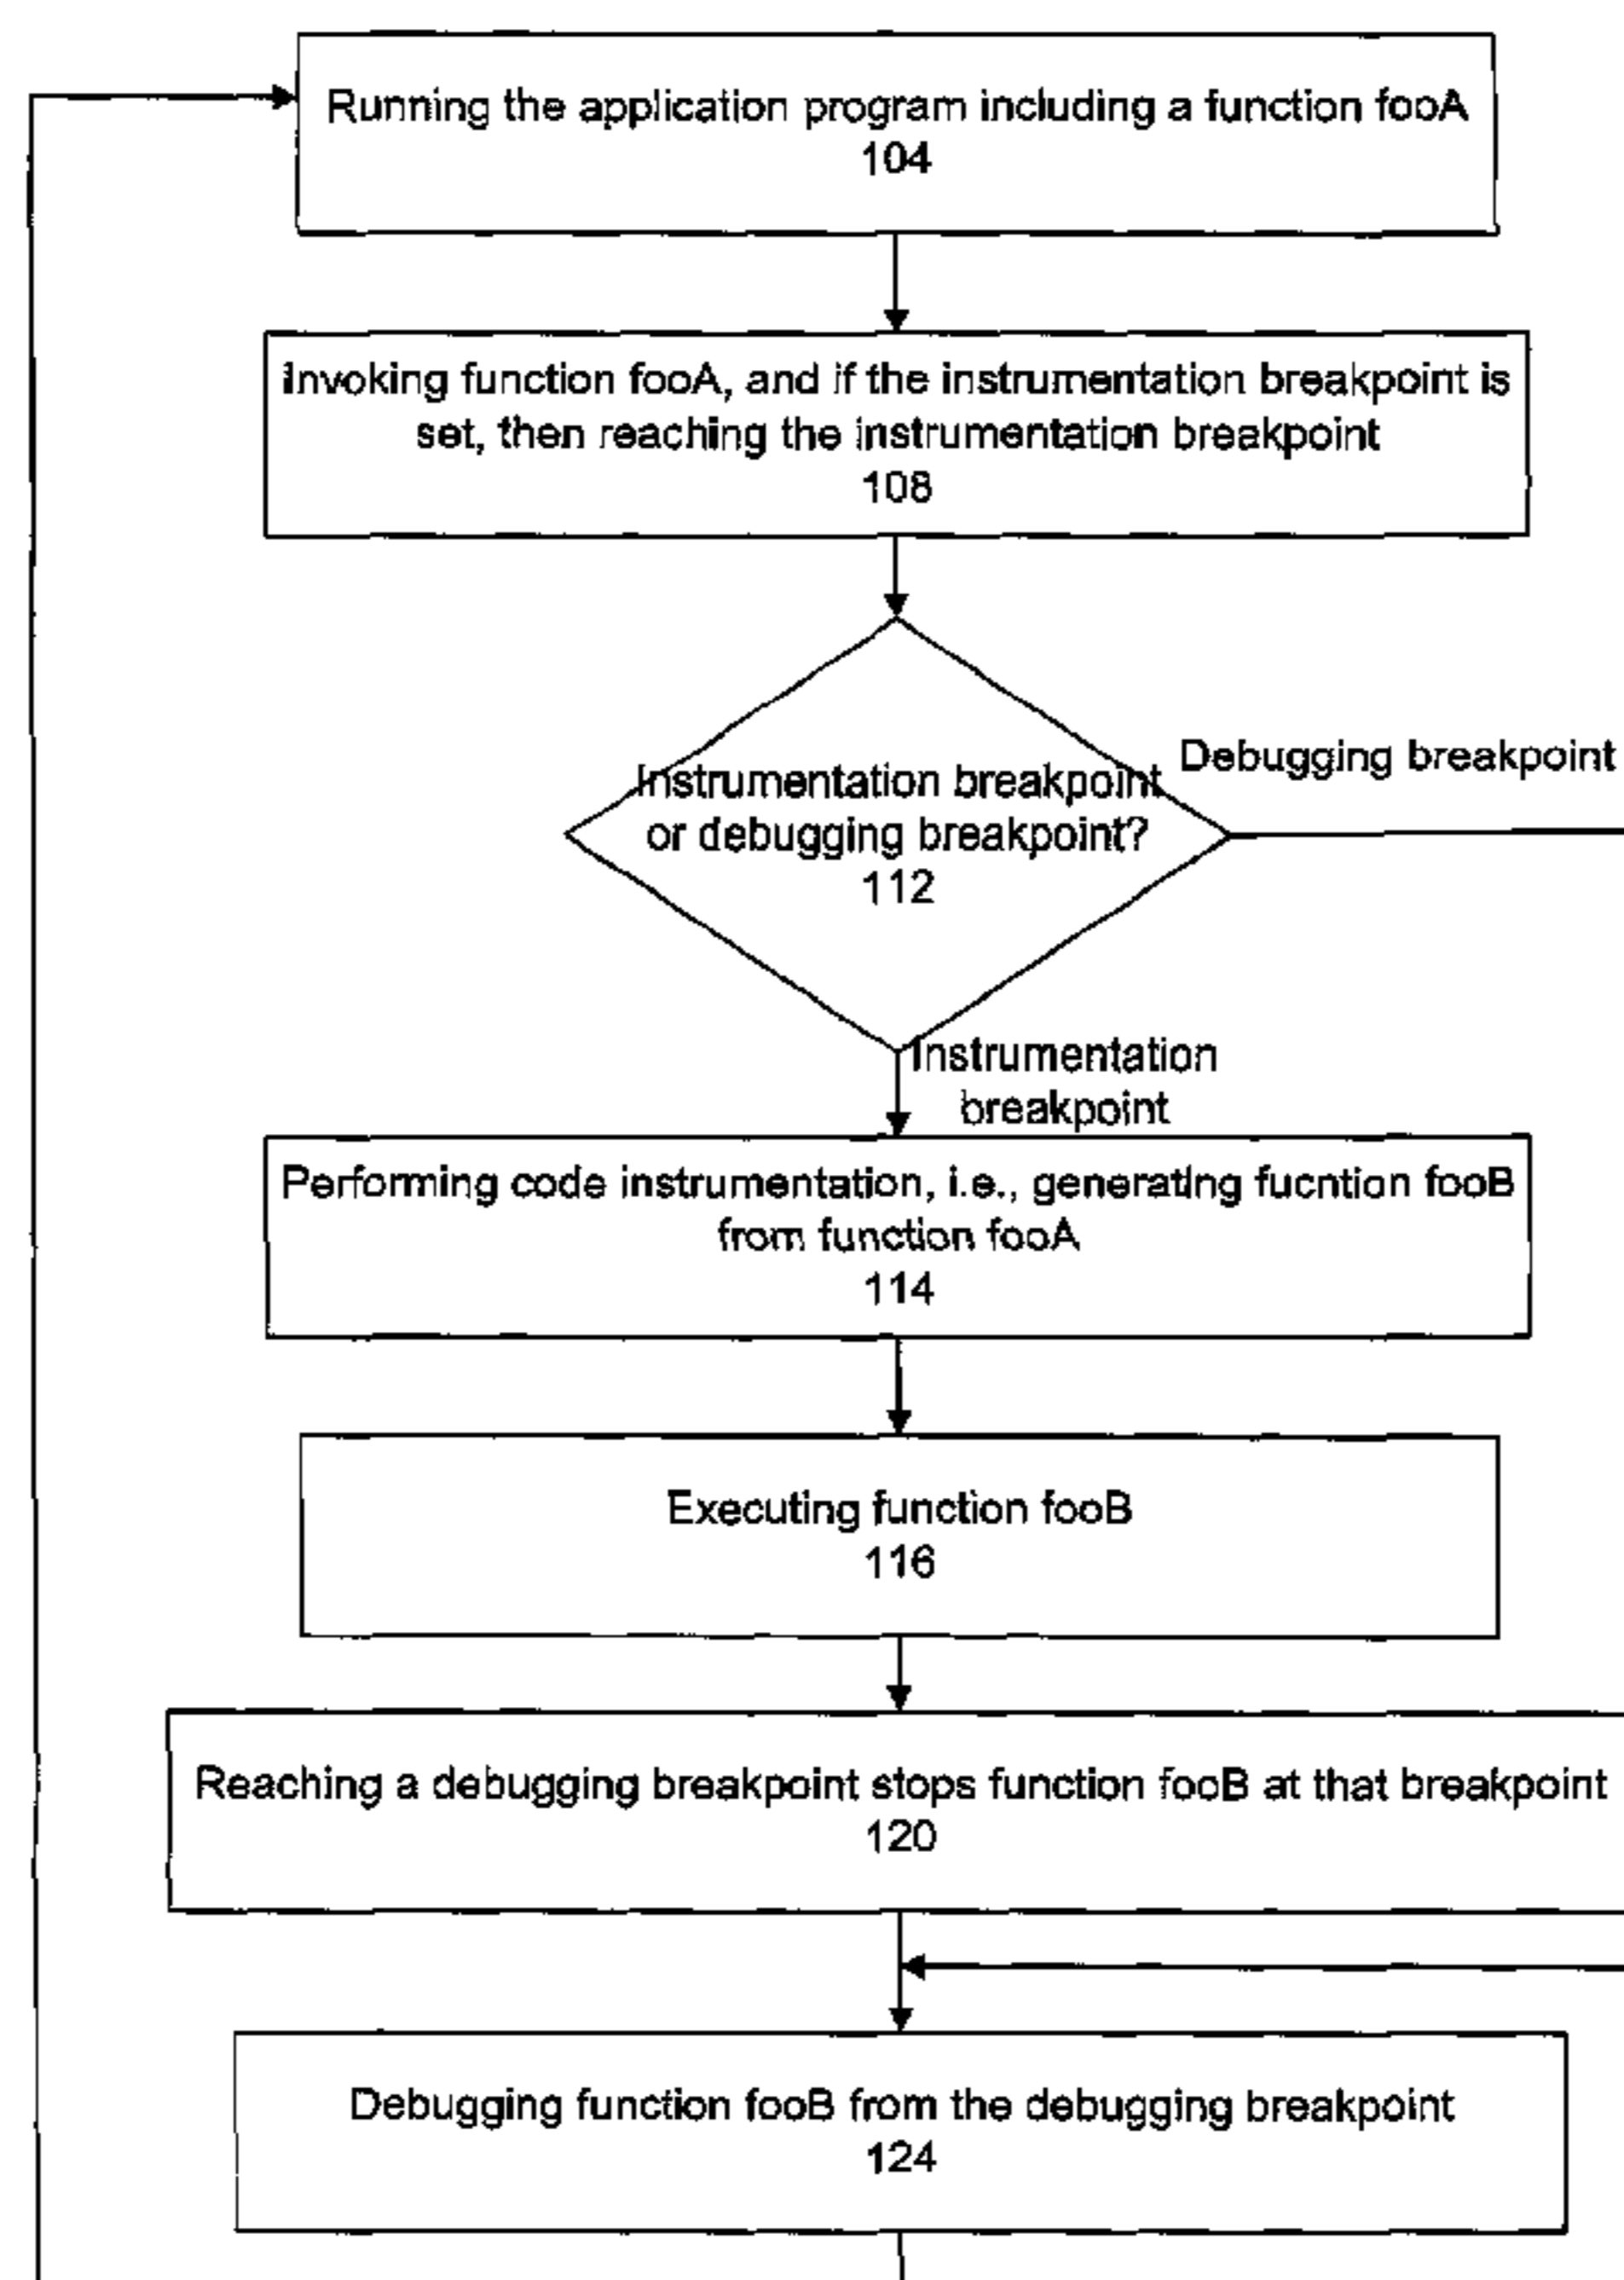 Running the application program including a function fooA
104
Invoking function fooA, and if the instrumentation breakpoint is
set, then reaching the instrumentation breakpoint
108
Debugging breakpoint
Instrumentation breakpoint
or debugging breakpoint?
112
Instrumentation
breakpoint
Performing code instrumentation, i.e., generating fucntion fooB
from function fooA
114
Executing function fooB
116
Reaching a debugging breakpoint stops function fooB at that breakpoint
120
Debugging function fooB from the debugging breakpoint
124